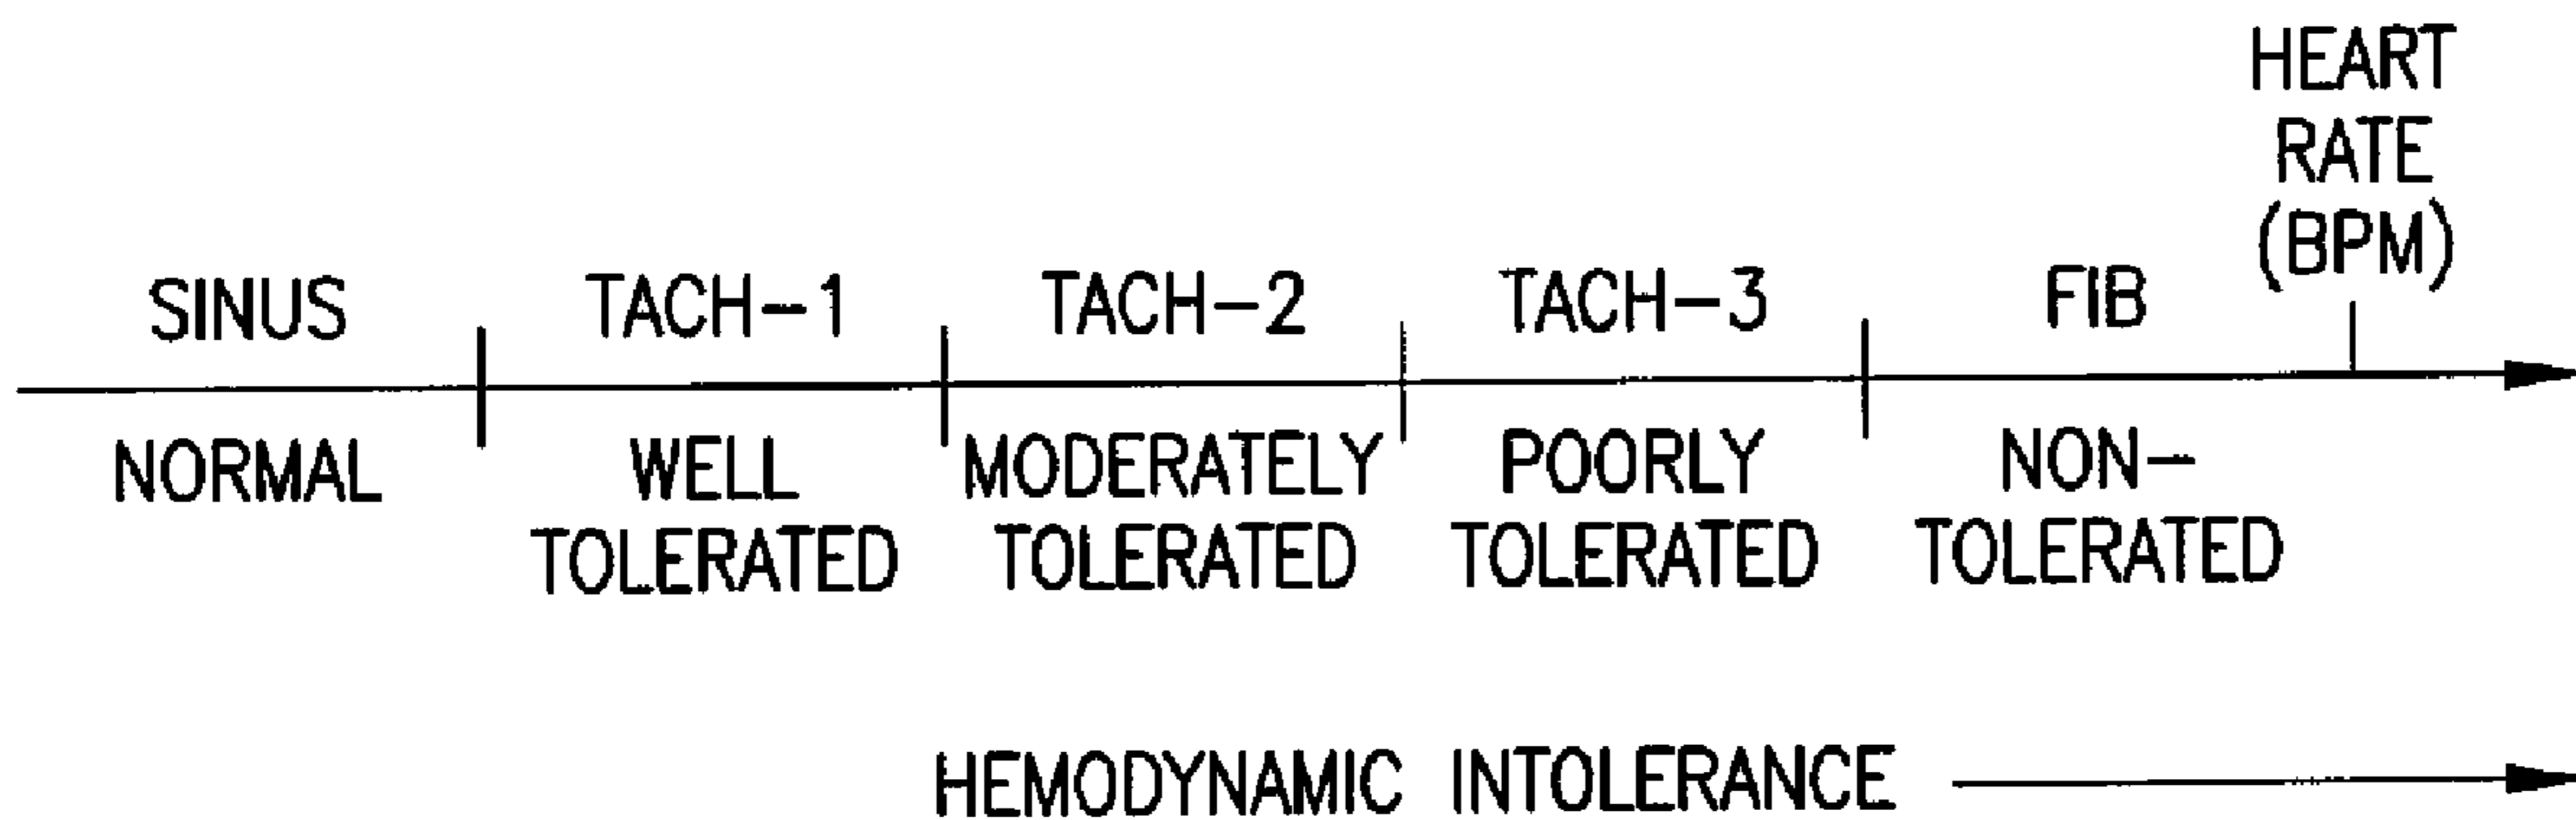 HEART
RATE
(BPM)
SINUS TACH-1 TACH-2 TACH-3 FIB
NORMAL WELL MODERATELY POORLY NON-
TOLERATED TOLERATED TOLERATED TOLERATED
HEMODYNAMIC INTOLERANCE